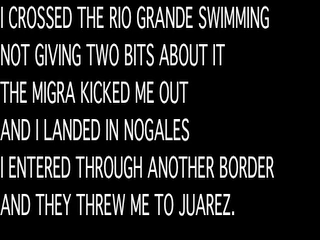 I CROSSED THE RIO GRANDE SWIMMING
NOT GIVING TWO BITS ABOUT IT
THE MIGRA KICKED ME OUT
AND I LANDED IN NOGALES
I ENTERED THROUGH ANOTHER BORDER
AND THEY THREW ME TO JUAREZ.